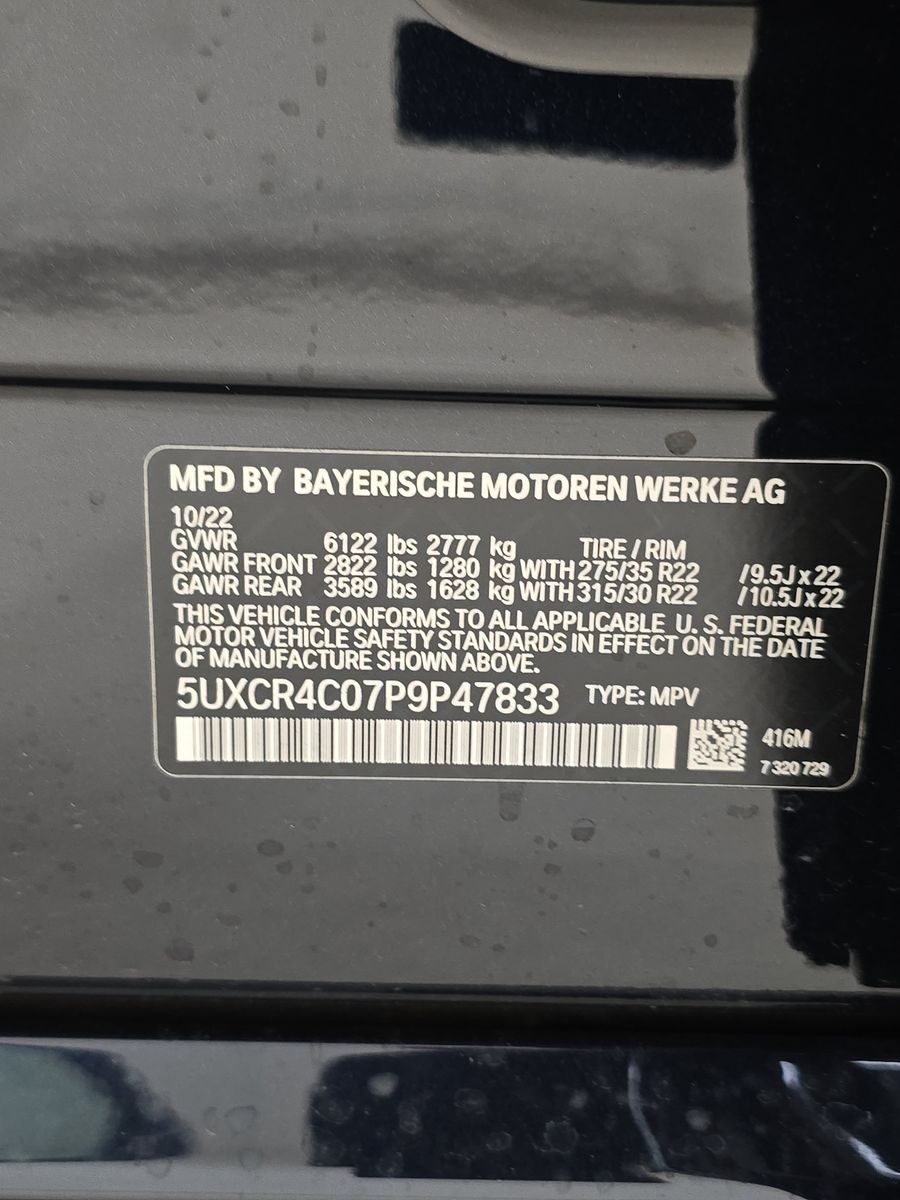 MFD BY BAYERISCHE MOTOREN WERKE AG
10/22
GVWR 6122 lbs 2777 kg TIRE / RIM
GAWR FRONT 2822 lbs 1280 kg WITH 275/35 R22 /9.5J x 22
GAWR REAR 3589 lbs 1628 kg WITH 315/30 R22 /10.5J x 22
THIS VEHICLE CONFORMS TO ALL APPLICABLE U. S. FEDERAL
MOTOR VEHICLE SAFETY STANDARDS IN EFFECT ON THE DATE
OF MANUFACTURE SHOWN ABOVE.
5UXCR4C07P9P47833 TYPE: MPV
416M
7 320 729